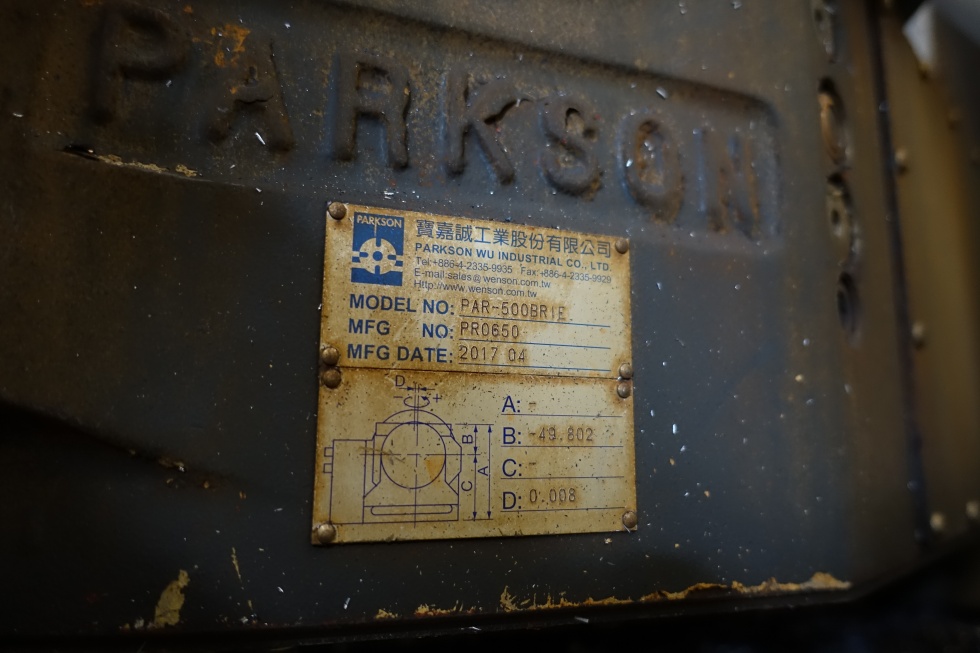 PARKSON
PARKSON
寶嘉誠工業股份有限公司
PARKSON WU INDUSTRIAL CO., LTD.
Tel:+886-4-2335-9935 Fax:+886-4-2335-9929
E-mail:sales@wenson.com.tw
Http://www.wenson.com.tw
MODEL NO: PAR-500BR1E
MFG NO: PR0650
MFG DATE: 2017 04
D
- +
B
A
C
A: -
B: -49.802
C: -
D: 0.008